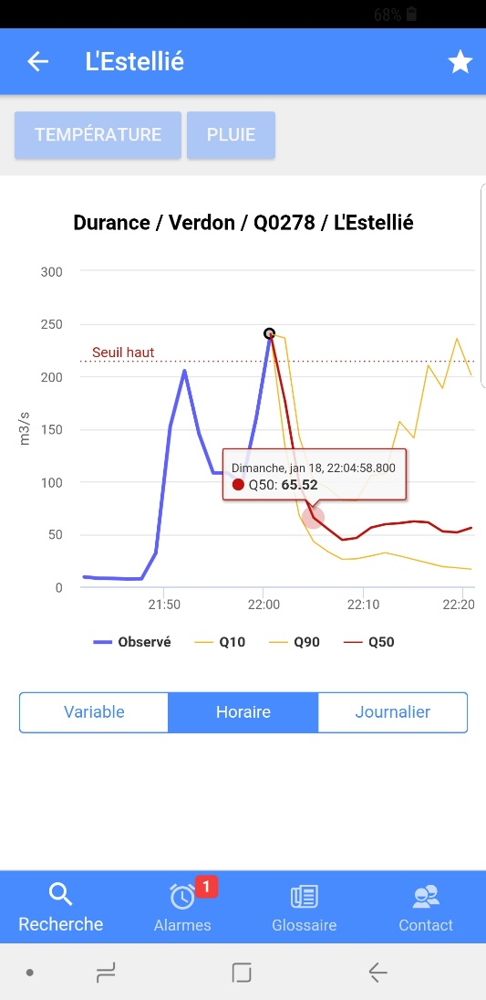 68%
L'Estellié
TEMPÉRATURE PLUIE
Durance / Verdon / Q0278 / L'Estellié
300
250
Seuil haut
200
m3/s
150
Dimanche, jan 18, 22:04:58.800
100
Q50: 65.52
50
0
21:50 22:00 22:10 22:20
Observé Q10 Q90 Q50
Variable Horaire Journalier
1
Recherche Alarmes Glossaire Contact